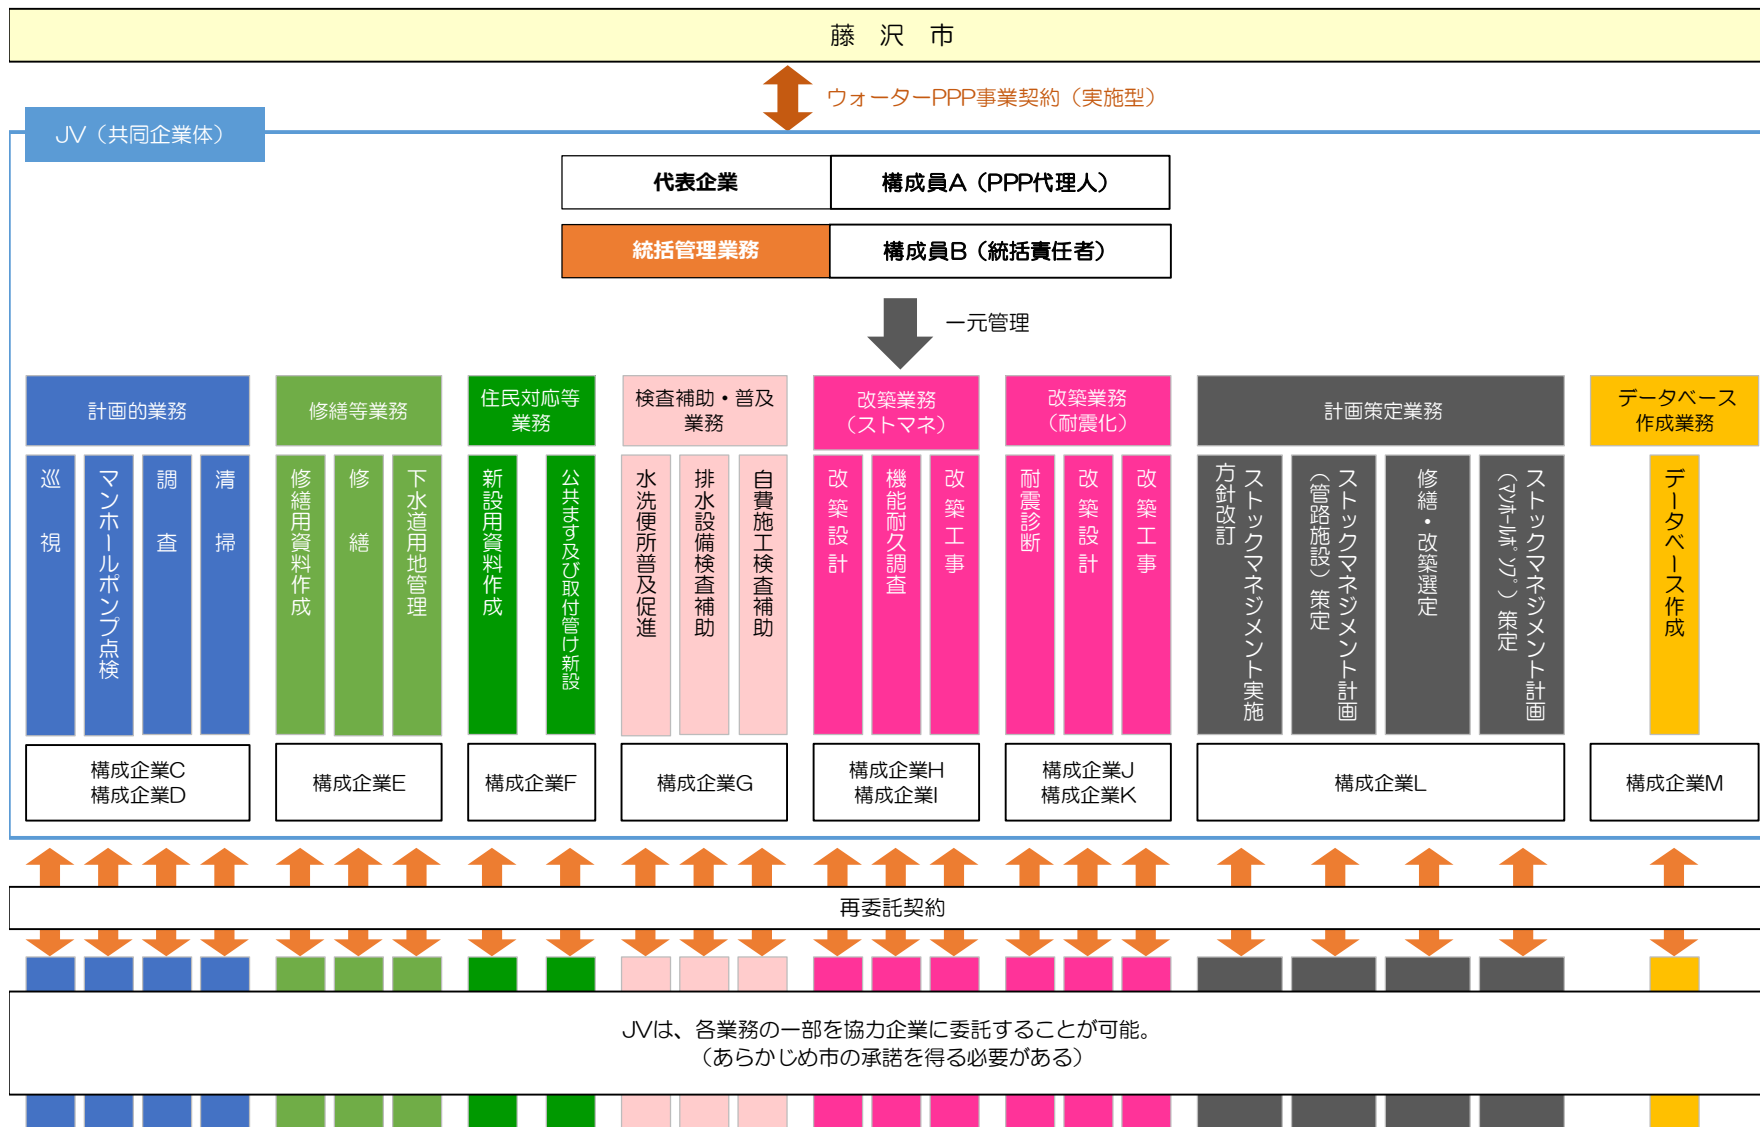 藤　沢　市
ウォーターPPP事業契約（実施型）
JV（共同企業体）
代表企業
構成員A（PPP代理人）
統括管理業務
構成員B（統括責任者）
一元管理
計画的業務
修繕等業務
住民対応等
業務
検査補助・普及
業務
改築業務
（ストマネ）
改築業務
（耐震化）
計画策定業務
データベース
作成業務
巡　視
マンホールポンプ点検
調　査
清　掃
修繕用資料作成
修　繕
下水道用地管理
新設用資料作成
公共ます及び取付管け新設
水洗便所普及促進
排水設備検査補助
自費施工検査補助
改築設計
機能耐久調査
改築工事
耐震診断
改築設計
改築工事
ストックマネジメント実施
方針改訂
ストックマネジメント計画
（管路施設）策定
修繕・改築選定
ストックマネジメント計画
（ﾏﾝﾎｰﾙﾎﾟﾝﾌﾟ）策定
データベース作成
構成企業C
構成企業D
構成企業E
構成企業F
構成企業G
構成企業H
構成企業I
構成企業J
構成企業K
構成企業L
構成企業M
再委託契約
JVは、各業務の一部を協力企業に委託することが可能。
（あらかじめ市の承諾を得る必要がある）